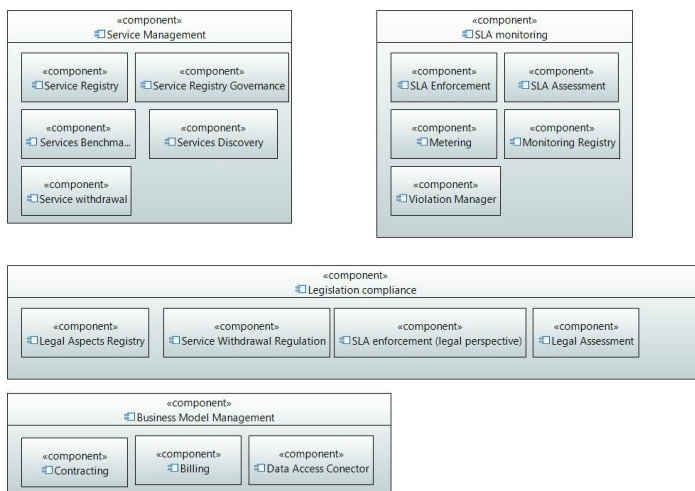 «component»
Service Management
«component»
Service Registry
«component»
Service Registry Governance
«component»
Services Benchma...
«component»
Services Discovery
«component»
Service withdrawal
«component»
SLA monitoring
«component»
SLA Enforcement
«component»
SLA Assessment
«component»
Metering
«component»
Monitoring Registry
«component»
Violation Manager
«component»
Legislation compliance
«component»
Legal Aspects Registry
«component»
Service Withdrawal Regulation
«component»
SLA enforcement (legal perspective)
«component»
Legal Assessment
«component»
Business Model Management
«component»
Contracting
«component»
Billing
«component»
Data Access Conector